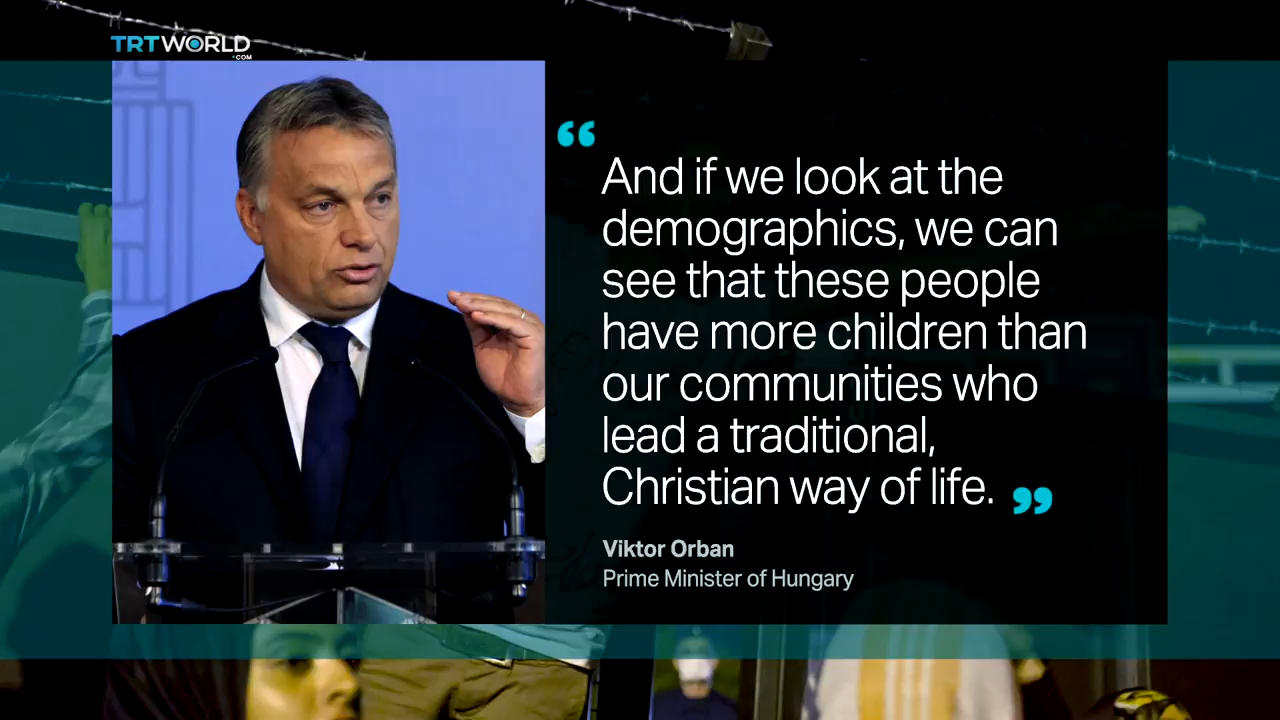 TRTWORLD
.COM
“ And if we look at the
demographics, we can
see that these people
have more children than
our communities who
lead a traditional,
Christian way of life. ”
Viktor Orban
Prime Minister of Hungary